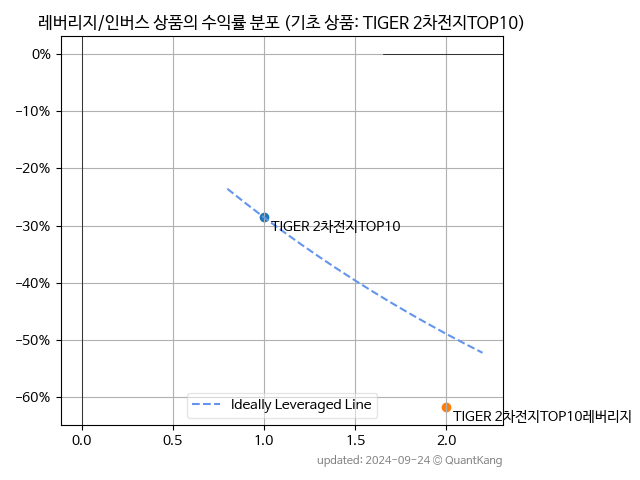 레버리지/인버스 상품의 수익률 분포 (기초 상품: TIGER 2차전지TOP10)
0%
−10%
−20%
−30%
−40%
−50%
−60%
TIGER 2차전지TOP10
TIGER 2차전지TOP10레버리지
Ideally Leveraged Line
0.0 0.5 1.0 1.5 2.0
updated: 2024-09-24 © QuantKang